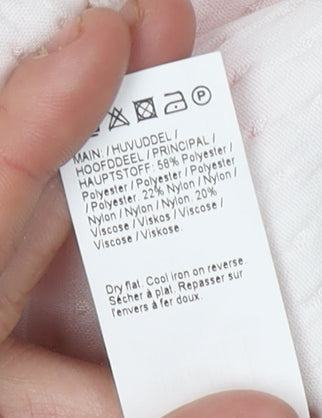 P
MAIN: / HUVUDDEL /
HOOFDDEEL / PRINCIPAL /
HAUPTSTOFF: 58% Polyester /
Polyester / Polyester / Polyester
/ Polyester. 22% Nylon / Nylon /
Nylon / Nylon / Nylon. 20%
Viscose / Viskos / Viscose /
Viscose / Viskose.
Dry flat. Cool iron on reverse.
Sécher à plat. Repasser sur
l'envers à fer doux.